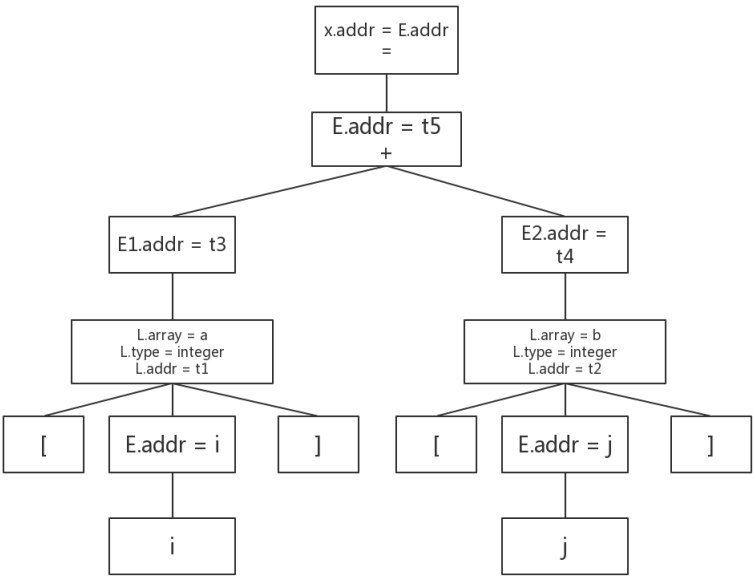 x.addr = E.addr
=
E.addr = t5
+
E1.addr = t3
E2.addr =
t4
L.array = a
L.type = integer
L.addr = t1
L.array = b
L.type = integer
L.addr = t2
[
E.addr = i
]
[
E.addr = j
]
i
j